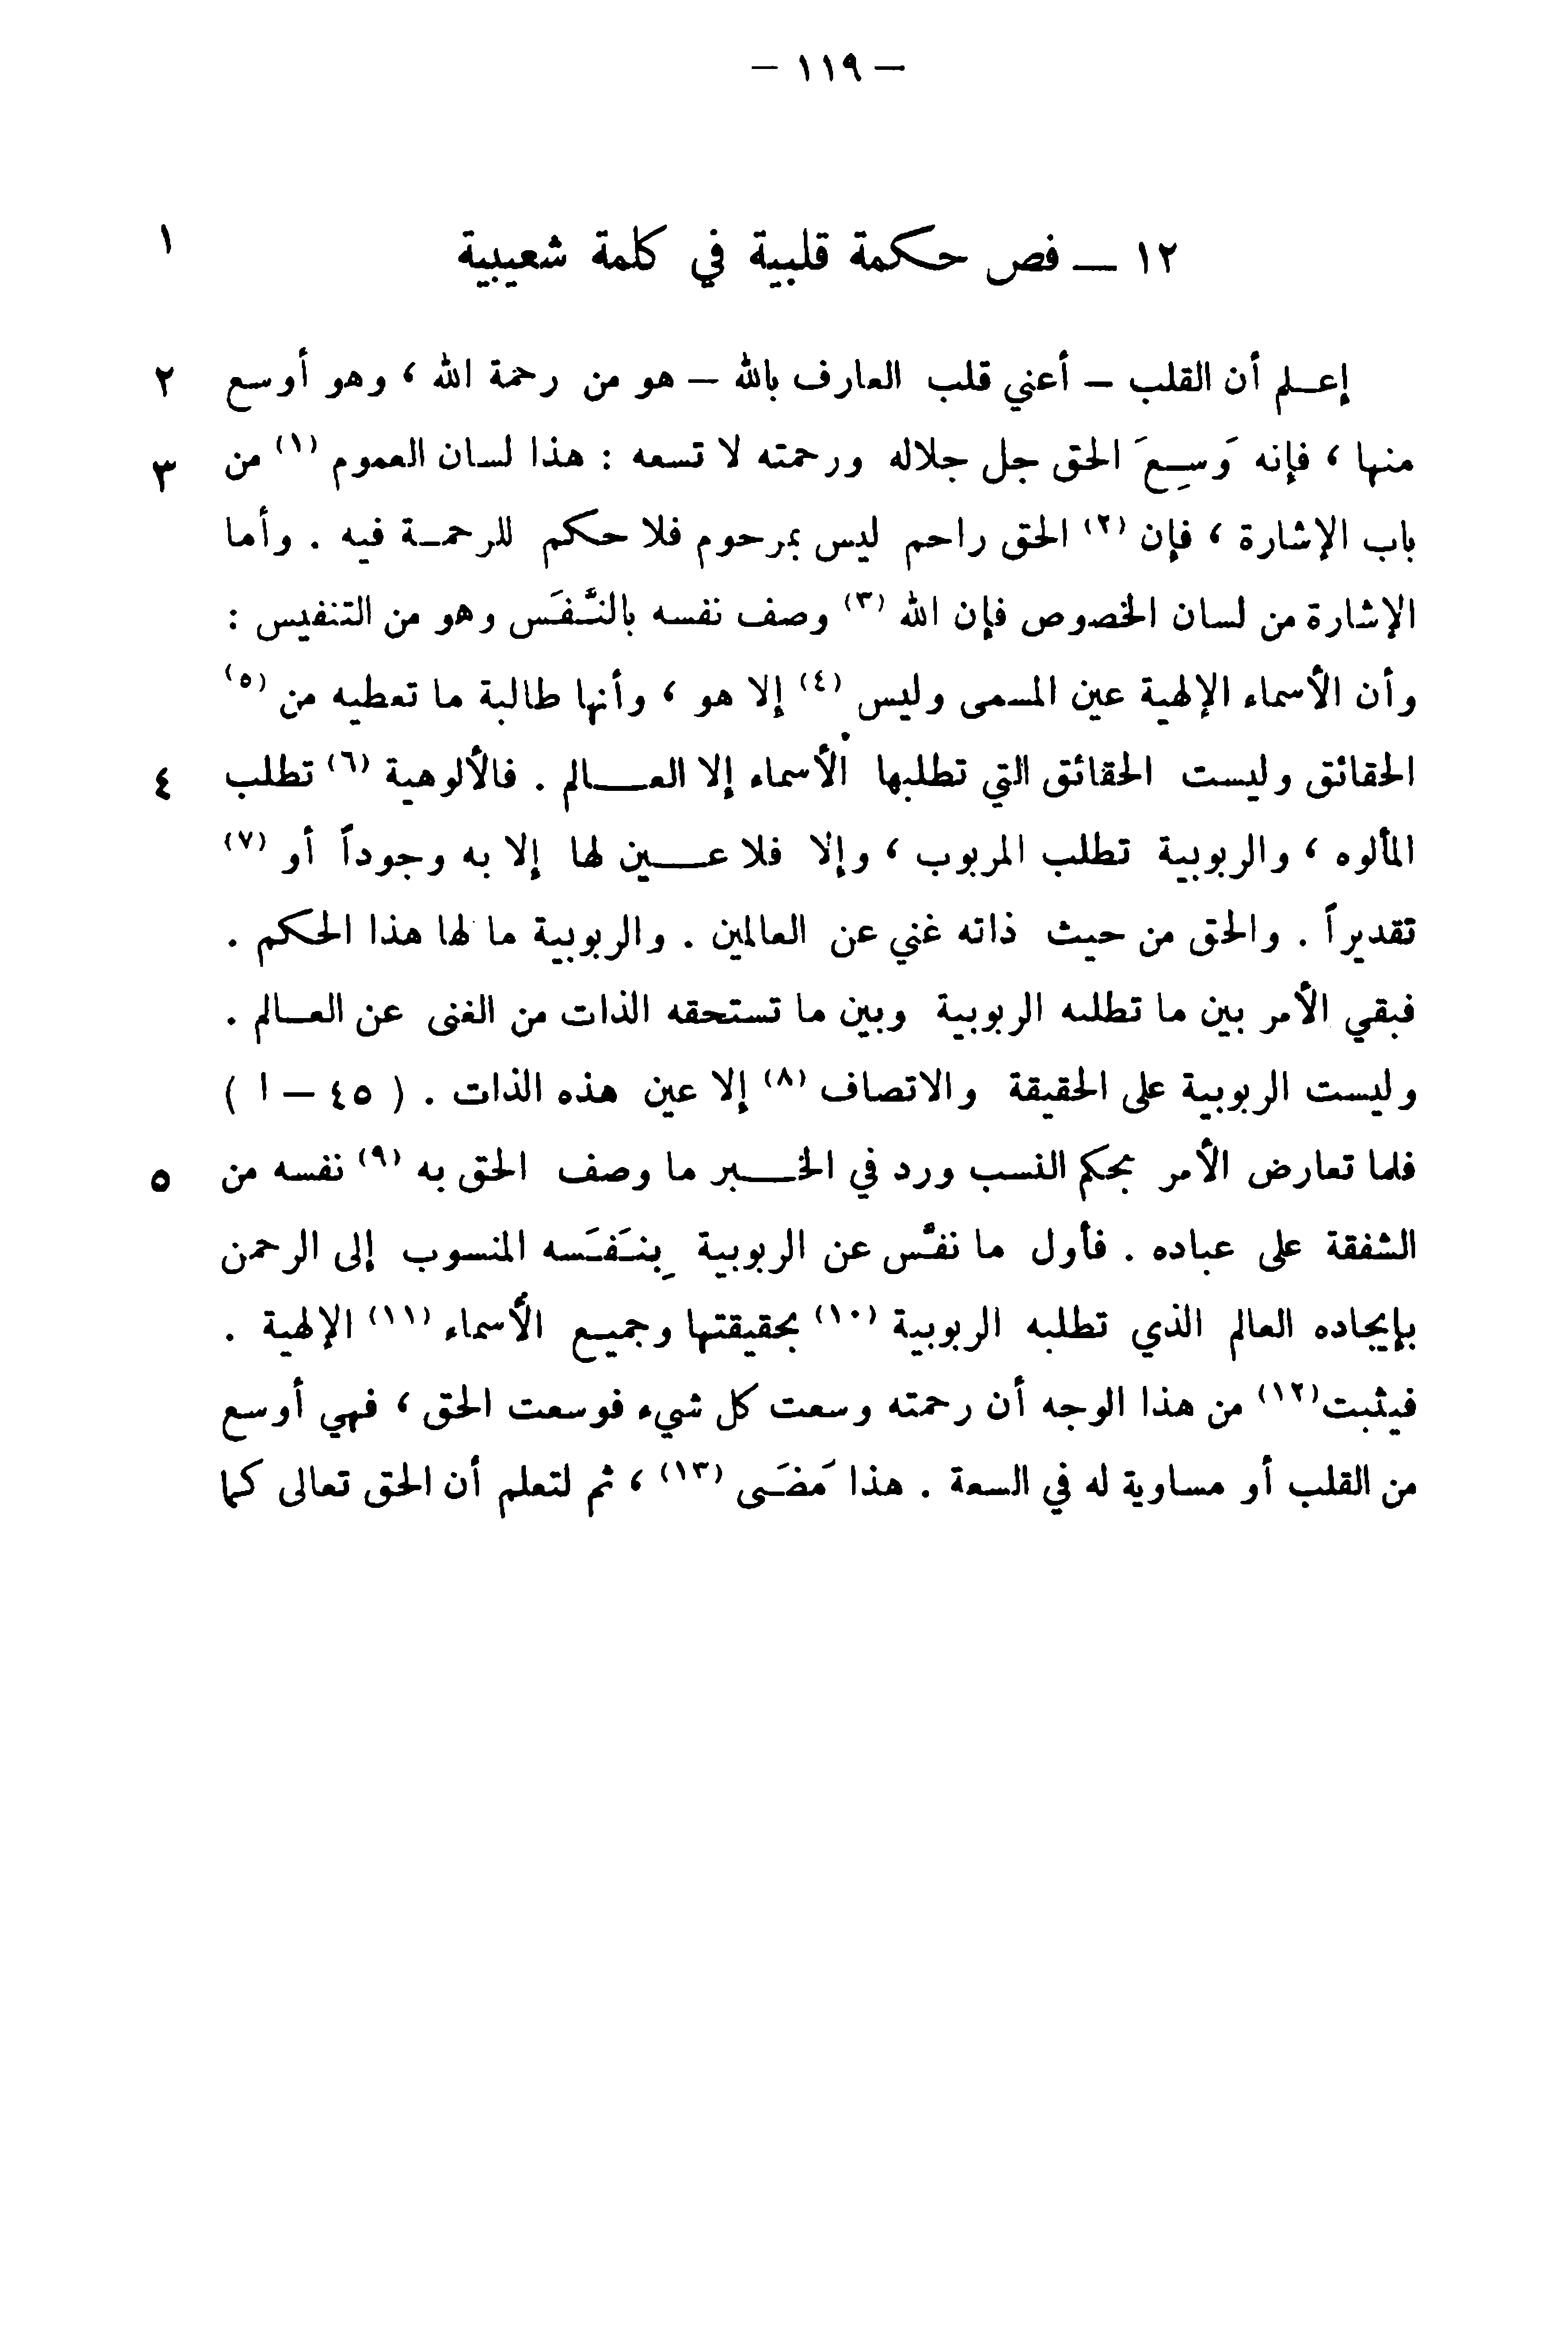 – ١١٩ –
١٢ – فص حكمة قلبية في كلمة شعيبية ١
إعـلم أن القلب – أعني قلب العارف بالله – هو من رحمة الله ، وهو أوسع ٢
منها ، فإنه وَسِعَ الحق جل جلاله ورحمته لا تسعه : هذا لسان العموم (١) من ٣
باب الإشارة ، فإن (٢) الحق راحم ليس بمرحوم فلا حكم للرحمـة فيه . وأما
الإشارة من لسان الخصوص فإن الله (٣) وصف نفسه بالنَّفَس وهو من التنفيس :
وأن الأسماء الإلهية عين المسمى وليس (٤) إلا هو ، وأنها طالبة ما تعطيه من (٥)
الحقائق وليست الحقائق التي تطلبها الأسماء إلا العـــالم . فالألوهية (٦) تطلب ٤
المألوه ، والربوبية تطلب المربوب ، وإلا فلا عـــين لها إلا به وجوداً أو (٧)
تقديراً . والحق من حيث ذاته غني عن العالمين . والربوبية ما لها هذا الحكم .
فبقي الأمر بين ما تطلبه الربوبية وبين ما تستحقه الذات من الغنى عن العـالم .
وليست الربوبية على الحقيقة والاتصاف (٨) إلا عين هذه الذات . ( ٤٥ – ا )
فلما تعارض الأمر بحكم النسب ورد في الخـــبر ما وصف الحق به (٩) نفسه من ٥
الشفقة على عباده . فأول ما نفَّس عن الربوبية بِنَفَسه المنسوب إلى الرحمن
بإيجاده العالم الذي تطلبه الربوبية (١٠) بحقيقتها وجميع الأسماء (١١) الإلهية .
فيثبت(١٢) من هذا الوجه أن رحمته وسعت كل شيء فوسعت الحق ، فهي أوسع
من القلب أو مساوية له في السعة . هذا مَضَى (١٣) ، ثم لتعلم أن الحق تعالى كما